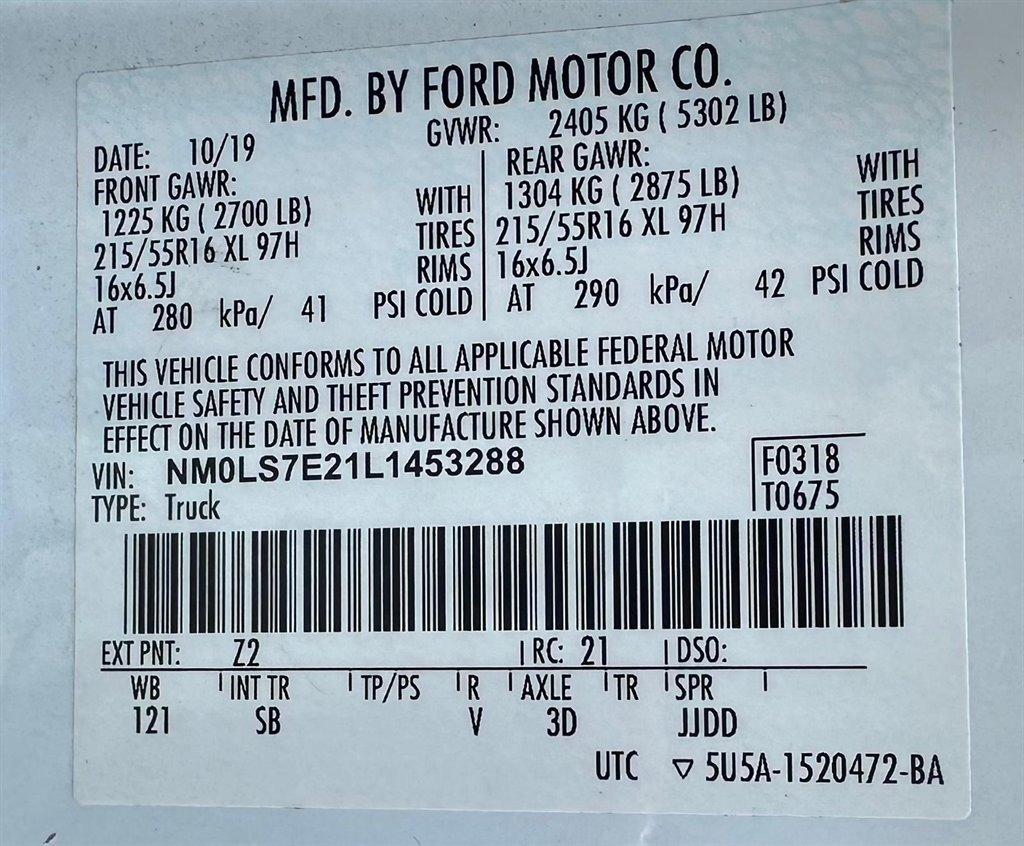 MFD. BY FORD MOTOR CO.
DATE: 10/19 GVWR: 2405 KG ( 5302 LB)
FRONT GAWR:
1225 KG ( 2700 LB) WITH
215/55R16 XL 97H TIRES
16x6.5J RIMS
AT 280 kPa/ 41 PSI COLD
REAR GAWR:
1304 KG ( 2875 LB) WITH
215/55R16 XL 97H TIRES
16x6.5J RIMS
AT 290 kPa/ 42 PSI COLD
THIS VEHICLE CONFORMS TO ALL APPLICABLE FEDERAL MOTOR
VEHICLE SAFETY AND THEFT PREVENTION STANDARDS IN
EFFECT ON THE DATE OF MANUFACTURE SHOWN ABOVE.
VIN: NM0LS7E21L1453288
TYPE: Truck
F0318
T0675
EXT PNT: Z2 RC: 21 DSO:
WB INT TR TP/PS R AXLE TR SPR
121 SB V 3D JJDD
UTC ▽ 5U5A-1520472-BA